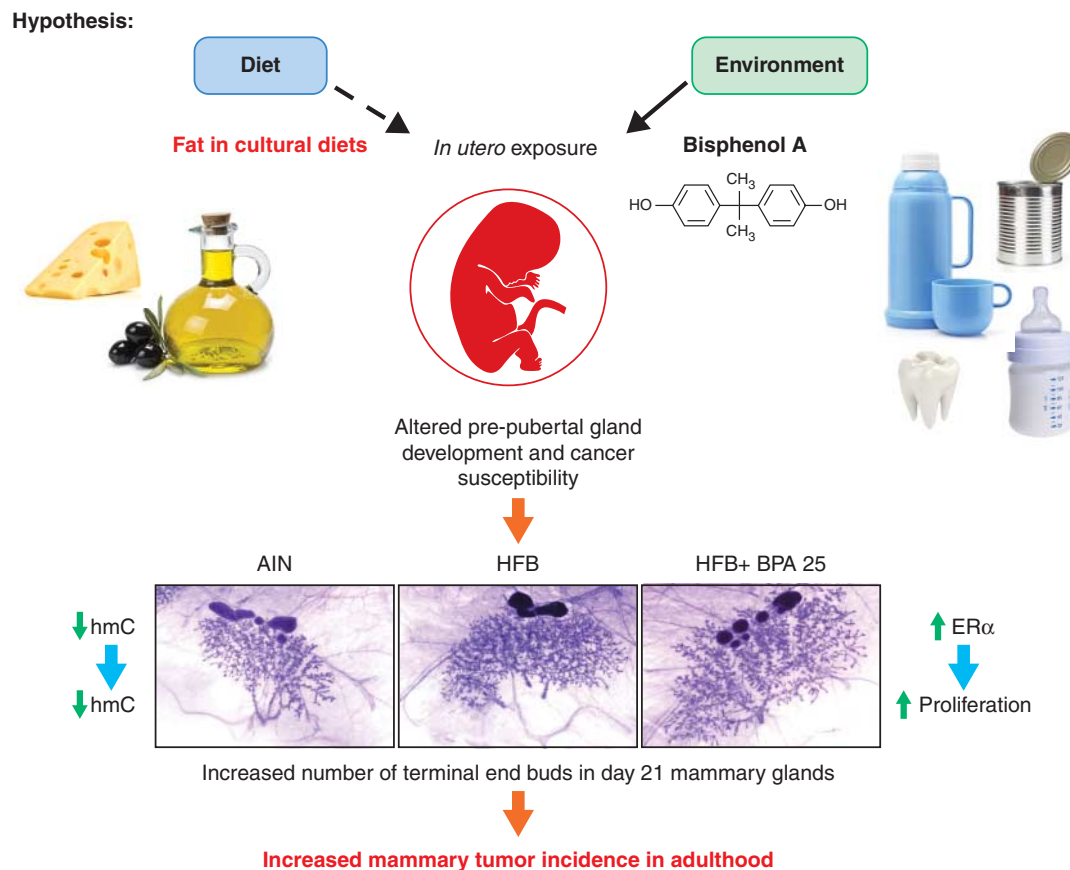 Hypothesis:
Diet
Environment
Fat in cultural diets
In utero exposure
Bisphenol A
CH3
HO
OH
CH3
Altered pre-pubertal gland
development and cancer
susceptibility
AIN
HFB
HFB+ BPA 25
↓ hmC
↓ hmC
↑ ERα
↑ Proliferation
Increased number of terminal end buds in day 21 mammary glands
Increased mammary tumor incidence in adulthood